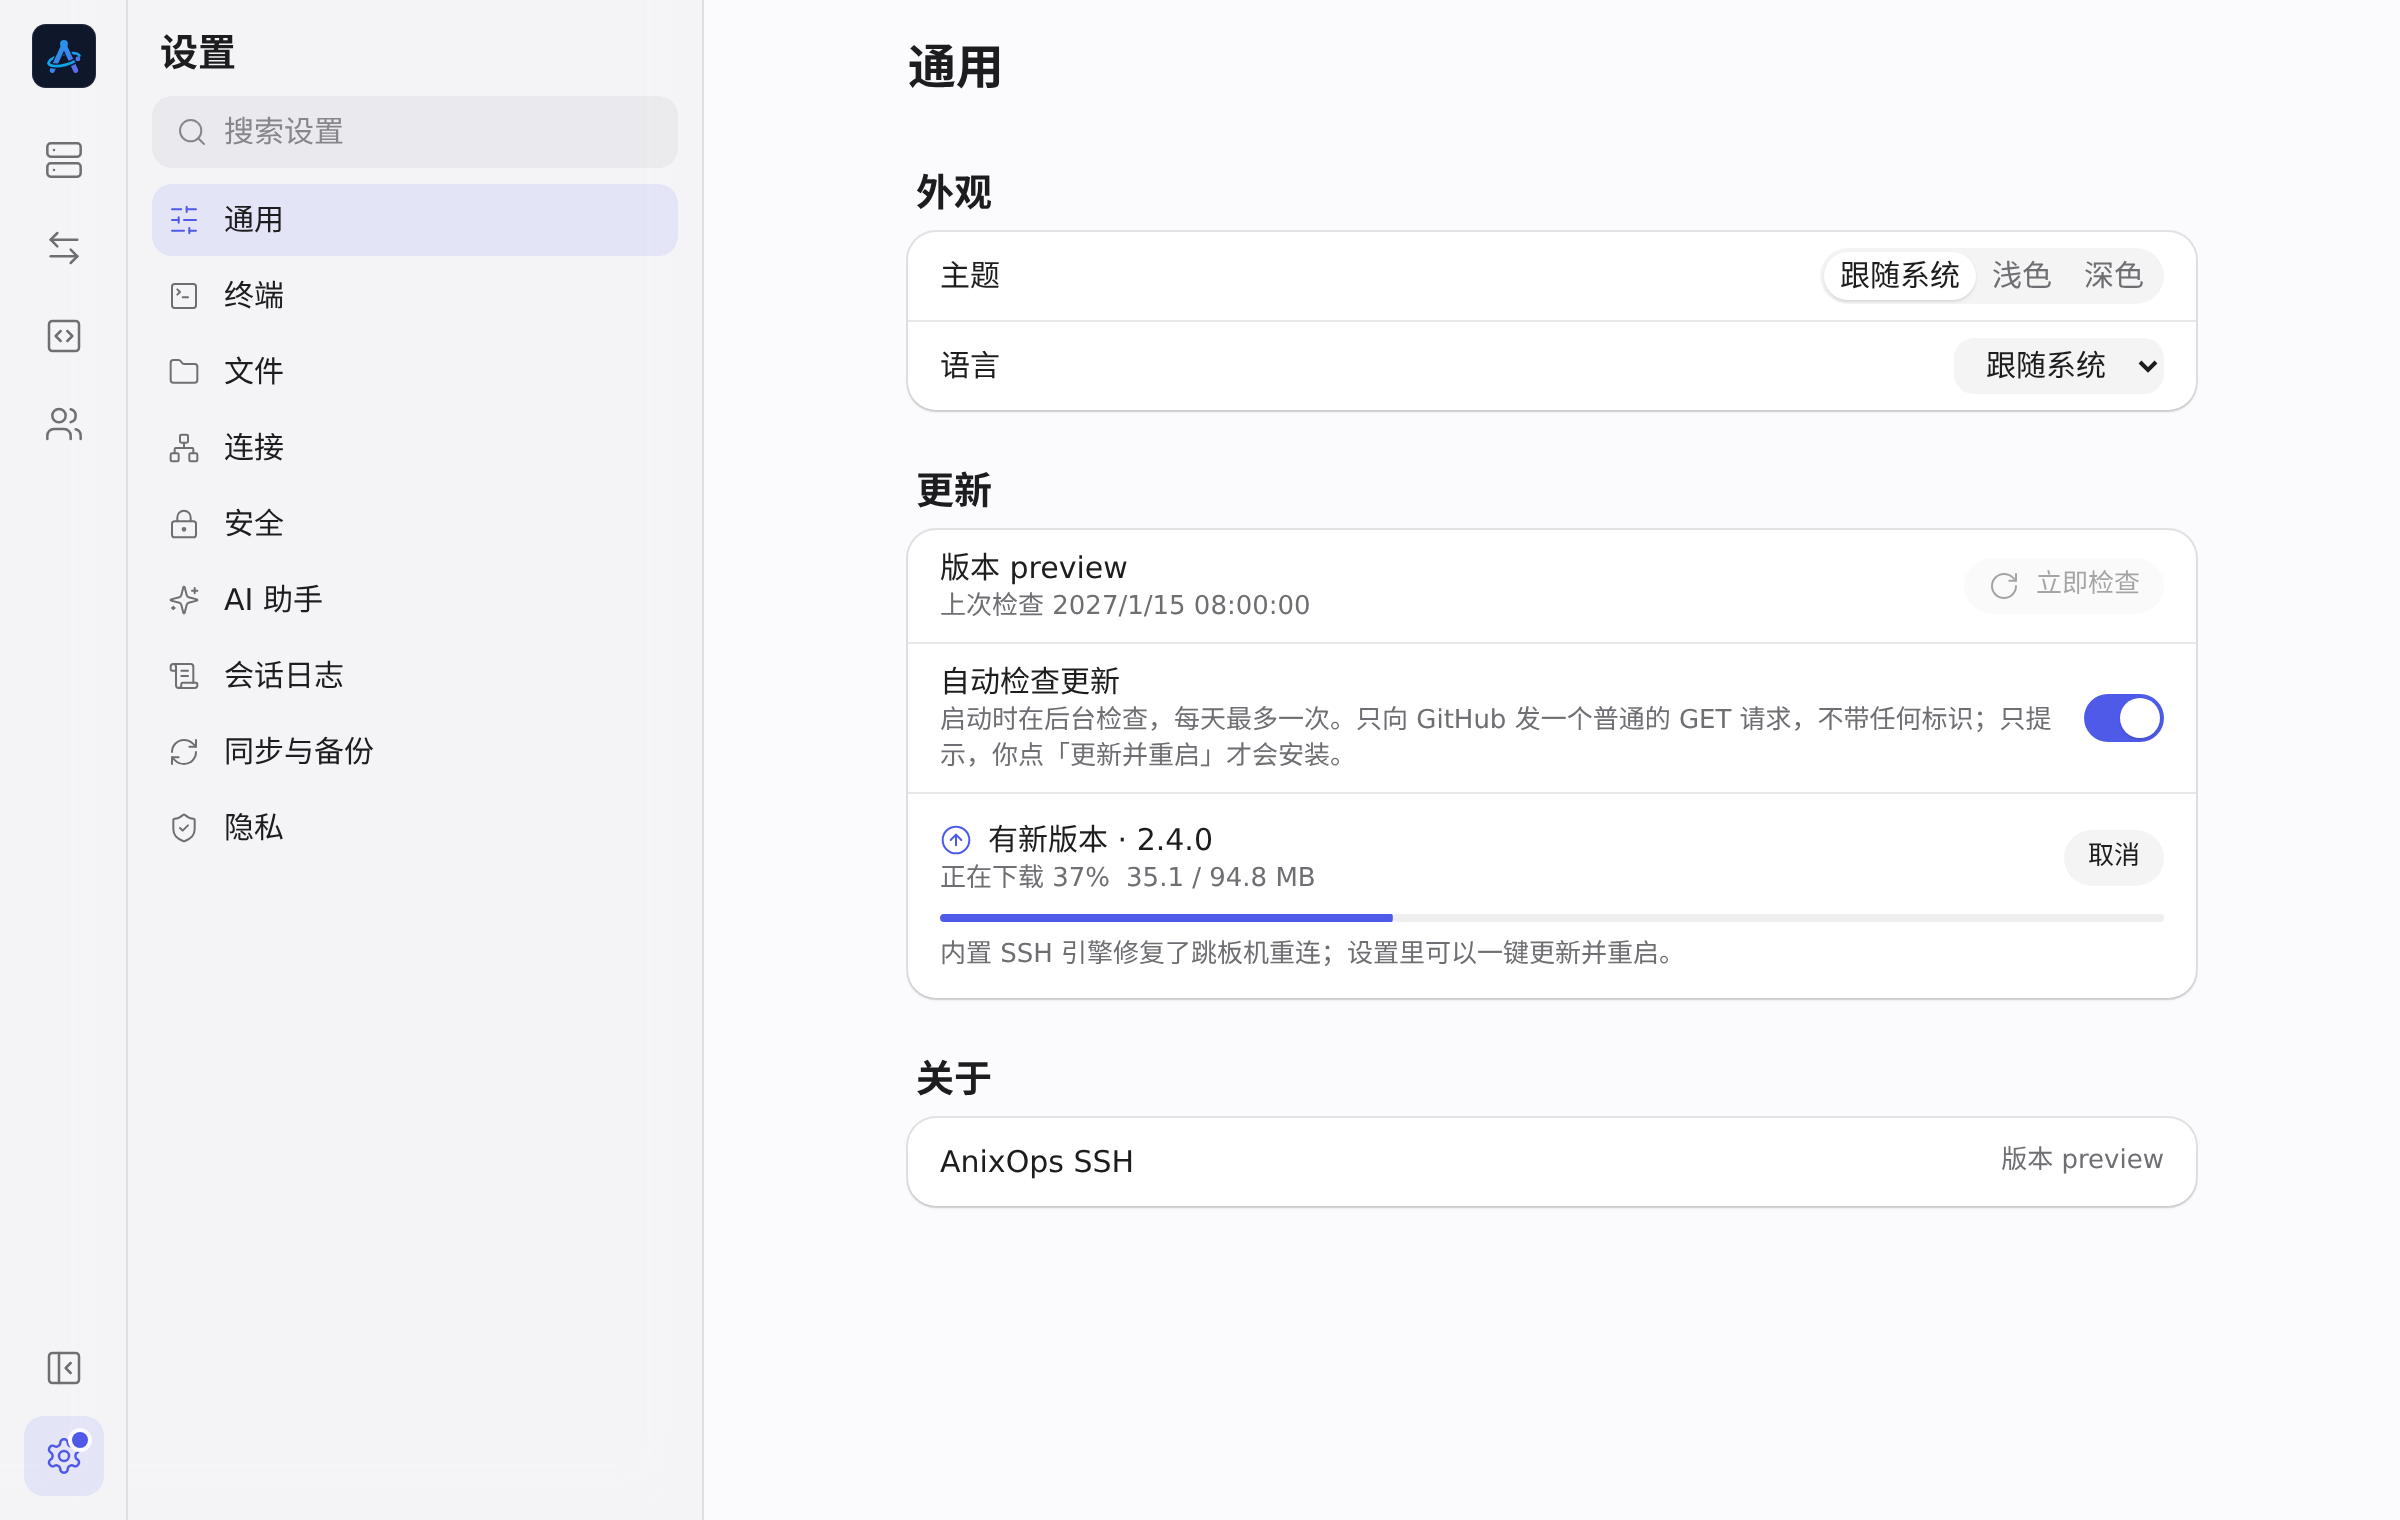 设置
搜索设置
通用
终端
文件
连接
安全
AI 助手
会话日志
同步与备份
隐私
通用
外观
主题
跟随系统 浅色 深色
语言
跟随系统
更新
版本 preview
上次检查 2027/1/15 08:00:00
立即检查
自动检查更新
启动时在后台检查，每天最多一次。只向 GitHub 发一个普通的 GET 请求，不带任何标识；只提
示，你点「更新并重启」才会安装。
有新版本 · 2.4.0
正在下载 37% 35.1 / 94.8 MB
取消
内置 SSH 引擎修复了跳板机重连；设置里可以一键更新并重启。
关于
AnixOps SSH
版本 preview